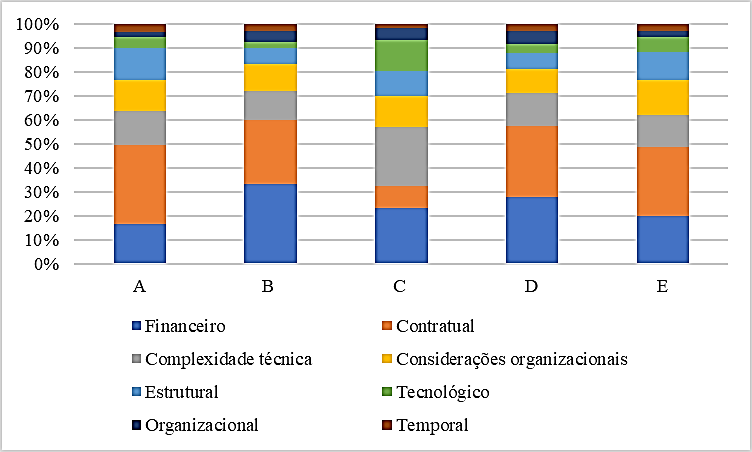 100%
90%
80%
70%
60%
50%
40%
30%
20%
10%
0%
A B C D E
Financeiro Contratual
Complexidade técnica Considerações organizacionais
Estrutural Tecnológico
Organizacional Temporal